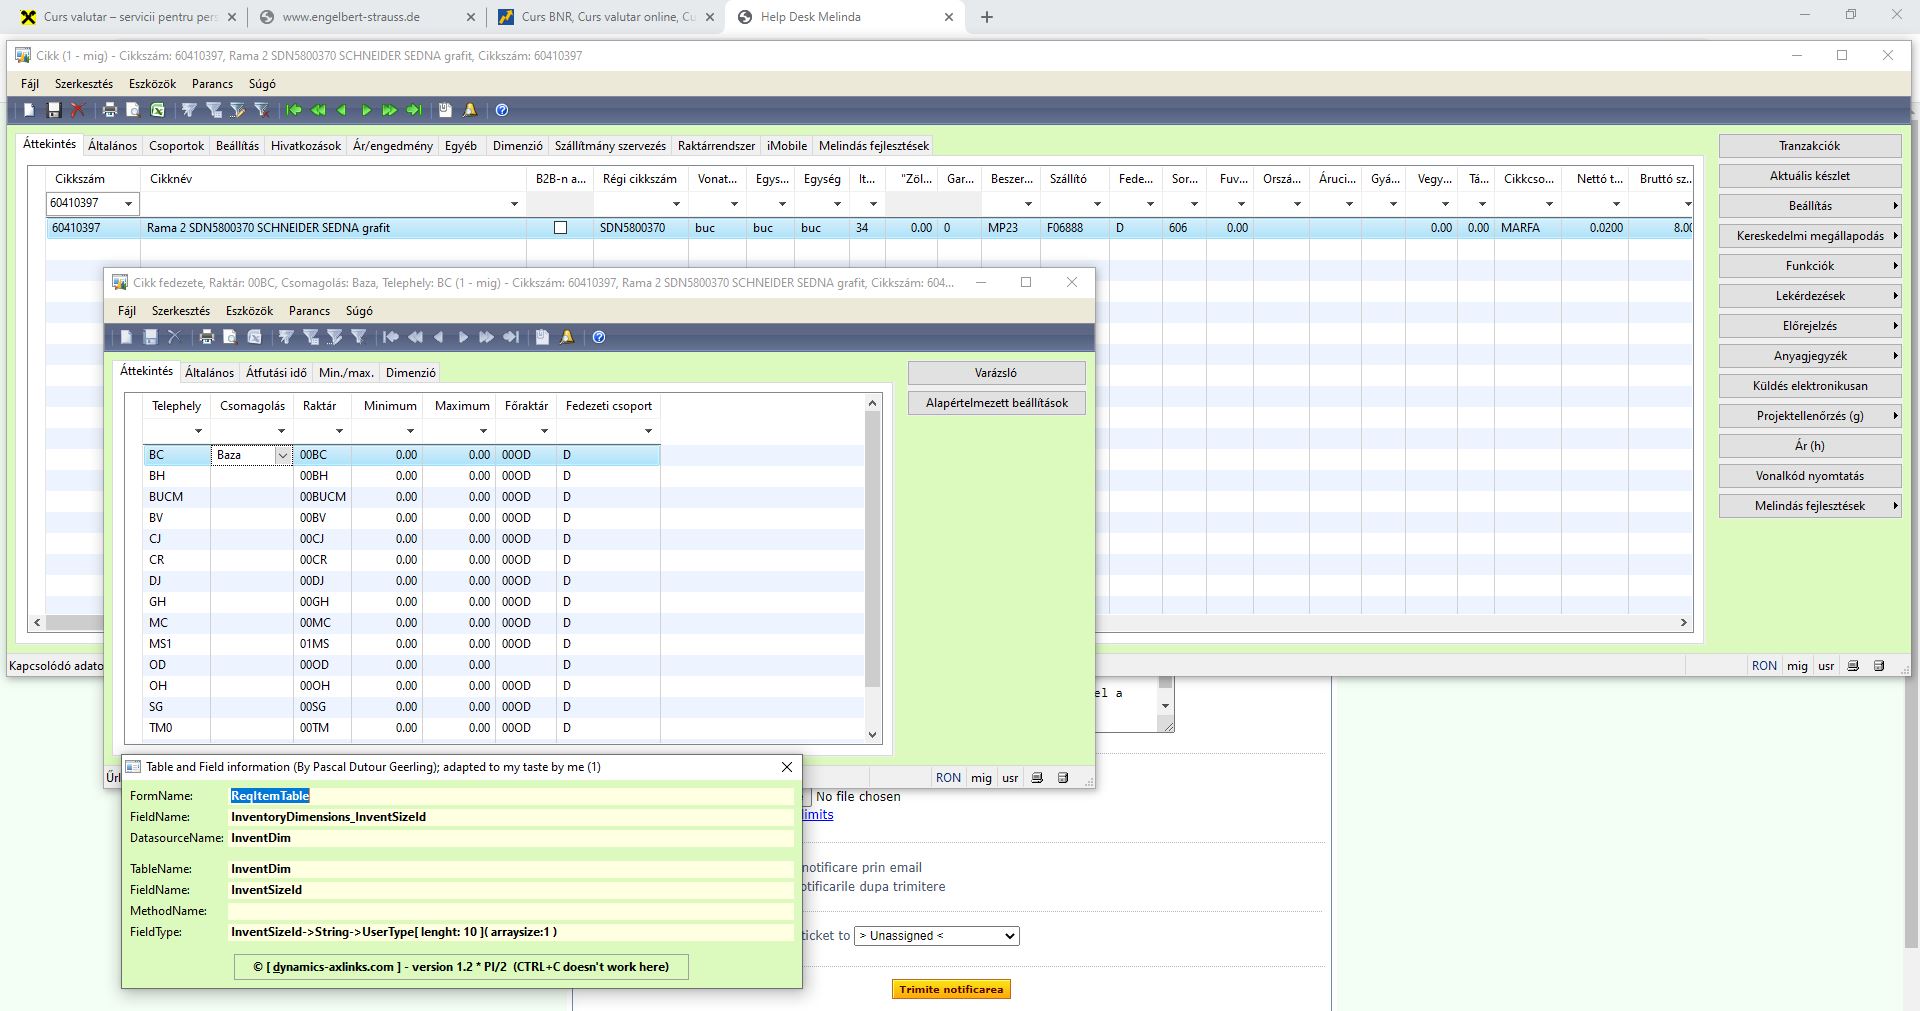 Curs valutar – servicii pentru pers
www.engelbert-strauss.de
Curs BNR, Curs valutar online, Cu
Help Desk Melinda
Cikk (1 - mig) - Cikkszám: 60410397, Rama 2 SDN5800370 SCHNEIDER SEDNA grafit, Cikkszám: 60410397
Fájl Szerkesztés Eszközök Parancs Súgó
Áttekintés Általános Csoportok Beállítás Hivatkozások Ár/engedmény Egyéb Dimenzió Szállítmány szervezés Raktárrendszer iMobile Melindás fejlesztések
Cikkszám Cikknév B2B-n a... Régi cikkszám Vonat... Egys... Egység It... "Zöl... Gar... Beszer... Szállító Fede... Sor... Fuv... Orszá... Áruci... Gyá... Vegy... Tá... Cikkcso... Nettó t... Bruttó sz...
60410397
60410397 Rama 2 SDN5800370 SCHNEIDER SEDNA grafit SDN5800370 buc buc buc 34 0.00 0 MP23 F06888 D 606 0.00 0.00 0.00 MARFA 0.0200 8.00
Tranzakciók
Aktuális készlet
Beállítás
Kereskedelmi megállapodás
Funkciók
Lekérdezések
Előrejelzés
Anyagjegyzék
Küldés elektronikusan
Projektellenőrzés (g)
Ár (h)
Vonalkód nyomtatás
Melindás fejlesztések
Kapcsolódó adato
RON mig usr
Cikk fedezete, Raktár: 00BC, Csomagolás: Baza, Telephely: BC (1 - mig) - Cikkszám: 60410397, Rama 2 SDN5800370 SCHNEIDER SEDNA grafit, Cikkszám: 604...
Fájl Szerkesztés Eszközök Parancs Súgó
Áttekintés Általános Átfutási idő Min./max. Dimenzió
Varázsló
Alapértelmezett beállítások
Telephely Csomagolás Raktár Minimum Maximum Főraktár Fedezeti csoport
BC Baza 00BC 0.00 0.00 00OD D
BH 00BH 0.00 0.00 00OD D
BUCM 00BUCM 0.00 0.00 00OD D
BV 00BV 0.00 0.00 00OD D
CJ 00CJ 0.00 0.00 00OD D
CR 00CR 0.00 0.00 00OD D
DJ 00DJ 0.00 0.00 00OD D
GH 00GH 0.00 0.00 00OD D
MC 00MC 0.00 0.00 00OD D
MS1 01MS 0.00 0.00 00OD D
OD 00OD 0.00 0.00 D
OH 00OH 0.00 0.00 00OD D
SG 00SG 0.00 0.00 00OD D
TM0 00TM 0.00 0.00 00OD D
Űrl
RON mig usr
Table and Field information (By Pascal Dutour Geerling); adapted to my taste by me (1)
FormName: ReqItemTable
FieldName: InventoryDimensions_InventSizeId
DatasourceName: InventDim
TableName: InventDim
FieldName: InventSizeId
MethodName:
FieldType: InventSizeId->String->UserType[ lenght: 10 ]( arraysize:1 )
© [ dynamics-axlinks.com ] - version 1.2 * PI/2 (CTRL+C doesn't work here)
el a
No file chosen
imits
notificare prin email
otificarile dupa trimitere
ticket to > Unassigned <
Trimite notificarea